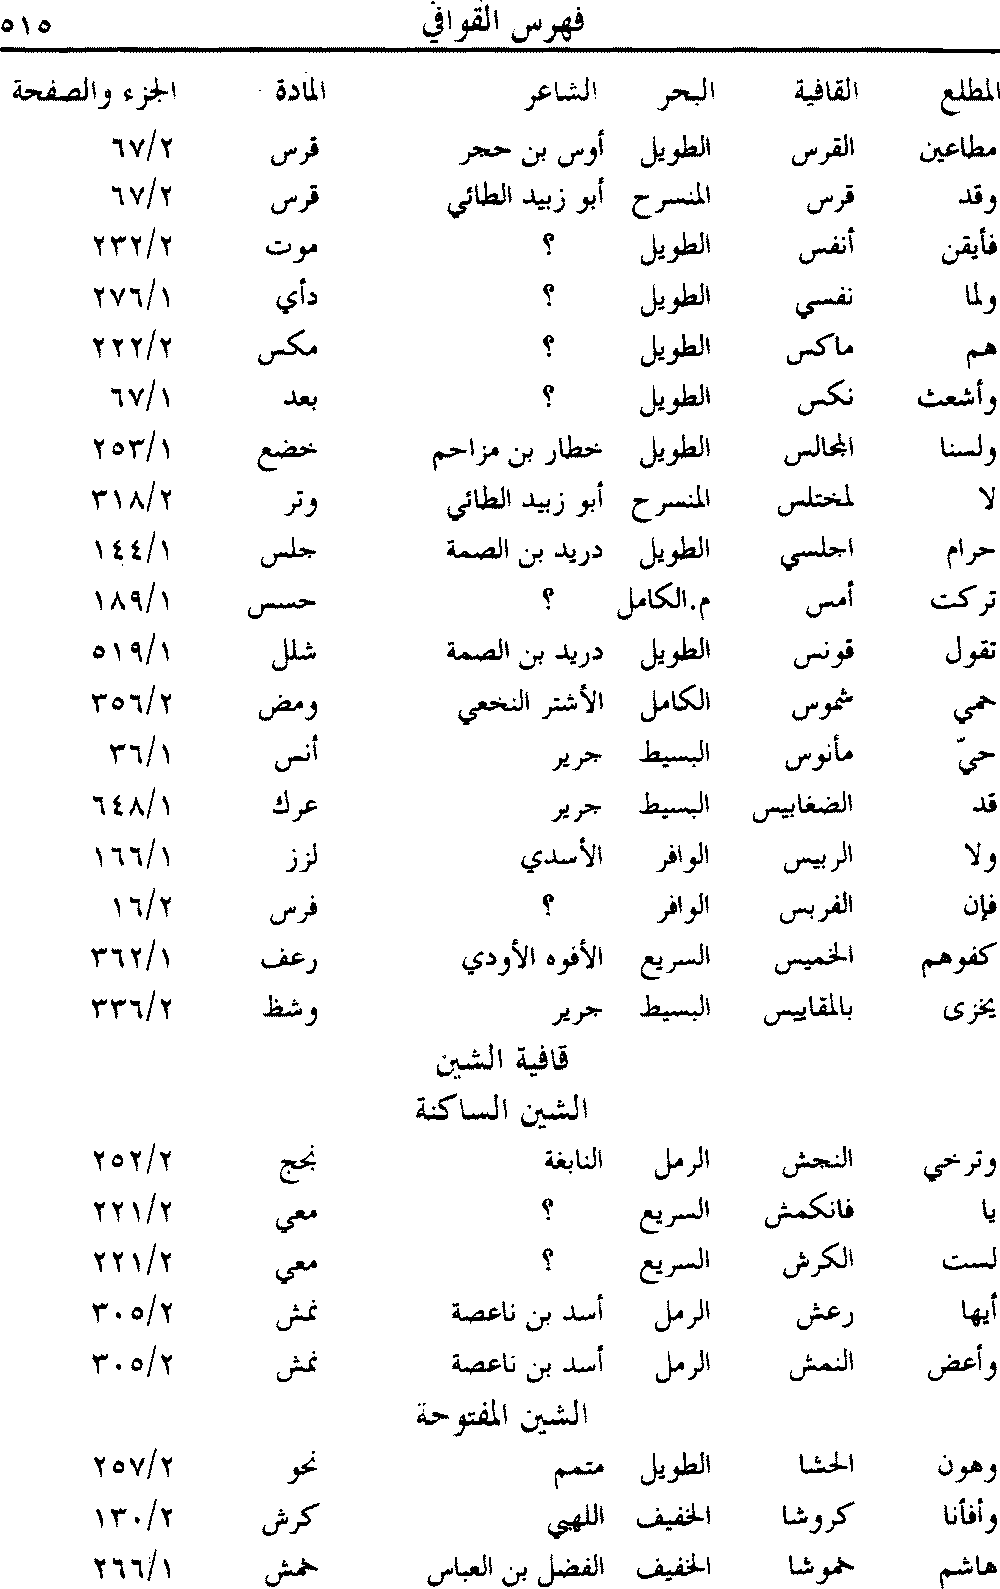 فهرس القوافي ٥١٥
المطلع القافية البحر الشاعر المادة الجزء والصفحة
مطاعين القرس الطويل أوس بن حجر قرس ٦٧/٢
وقد قرس المنسرح أبو زبيد الطائي قرس ٦٧/٢
فأيقن أنفس الطويل ؟ موت ٢٣٢/٢
ولما نفسي الطويل ؟ دأي ٢٧٦/١
هم ماكس الطويل ؟ مكس ٢٢٢/٢
وأشعث نكس الطويل ؟ بعد ٦٧/١
ولسنا المجالس الطويل خطار بن مزاحم خضع ٢٥٣/١
لا لمختلس المنسرح أبو زبيد الطائي وتر ٣١٨/٢
حرام اجلسي الطويل دريد بن الصمة جلس ١٤٤/١
تركت أمس م.الكامل ؟ حسس ١٨٩/١
تقول قونس الطويل دريد بن الصمة شلل ٥١٩/١
حمي شموس الكامل الأشتر النخعي ومض ٣٥٦/٢
حيّ مأنوس البسيط جرير أنس ٣٦/١
قد الضغابيس البسيط جرير عرك ٦٤٨/١
ولا الربيس الوافر الأسدي لزز ١٦٦/١
فإن الفربس الوافر ؟ فرس ١٦/٢
كفوهم الخميس السريع الأفوه الأودي رعف ٣٦٢/١
يخزى بالمقاييس البسيط جرير وشظ ٣٣٦/٢
قافية الشين
الشين الساكنة
وترخي النجش الرمل النابغة نجج ٢٥٢/٢
يا فانكمش السريع ؟ معي ٢٢١/٢
لست الكرش السريع ؟ معي ٢٢١/٢
أيها رعش الرمل أسد بن ناعصة نمش ٣٠٥/٢
وأعض النمش الرمل أسد بن ناعصة نمش ٣٠٥/٢
الشين المفتوحة
وهون الحشا الطويل متمم نحو ٢٥٧/٢
وأفأنا كروشا الخفيف اللهبي كرش ١٣٠/٢
هاشم خموشا الخفيف الفضل بن العباس خمش ٢٦٦/١